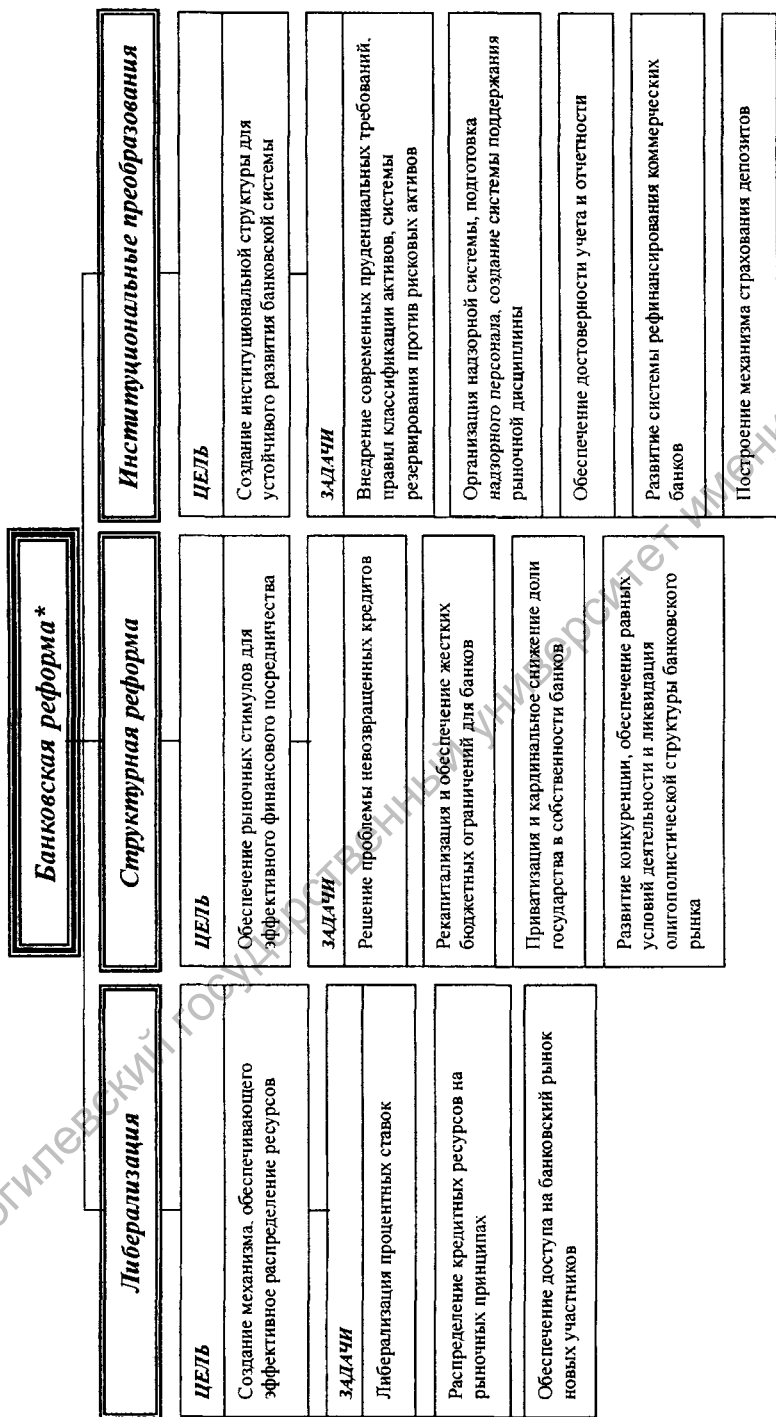 Банковская реформа*
Либерализация
ЦЕЛЬ
Создание механизма, обеспечивающего
эффективное распределение ресурсов
ЗАДАЧИ
Либерализация процентных ставок
Распределение кредитных ресурсов на
рыночных принципах
Обеспечение доступа на банковский рынок
новых участников
Структурная реформа
ЦЕЛЬ
Обеспечение рыночных стимулов для
эффективного финансового посредничества
ЗАДАЧИ
Решение проблемы невозвращенных кредитов
Рекапитализация и обеспечение жестких
бюджетных ограничений для банков
Приватизация и кардинальное снижение доли
государства в собственности банков
Развитие конкуренции, обеспечение равных
условий деятельности и ликвидация
олигополистической структуры банковского
рынка
Институциональные преобразования
ЦЕЛЬ
Создание институциональной структуры для
устойчивого развития банковской системы
ЗАДАЧИ
Внедрение современных пруденциальных требований,
правил классификации активов, системы
резервирования против рисковых активов
Организация надзорной системы, подготовка
надзорного персонала, создание системы поддержания
рыночной дисциплины
Обеспечение достоверности учета и отчетности
Развитие системы рефинансирования коммерческих
банков
Построение механизма страхования депозитов
государственный университет